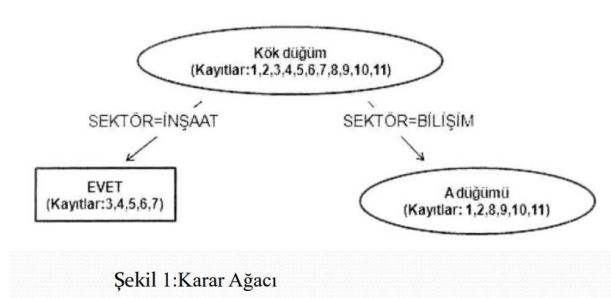 Kök düğüm
(Kayıtlar:1,2,3,4,5,6,7,8,9,10,11)
SEKTÖR=İNŞAAT
SEKTÖR=BİLİŞİM
EVET
(Kayıtlar:3,4,5,6,7)
A düğümü
(Kayıtlar: 1,2,8,9,10,11)
Şekil 1:Karar Ağacı